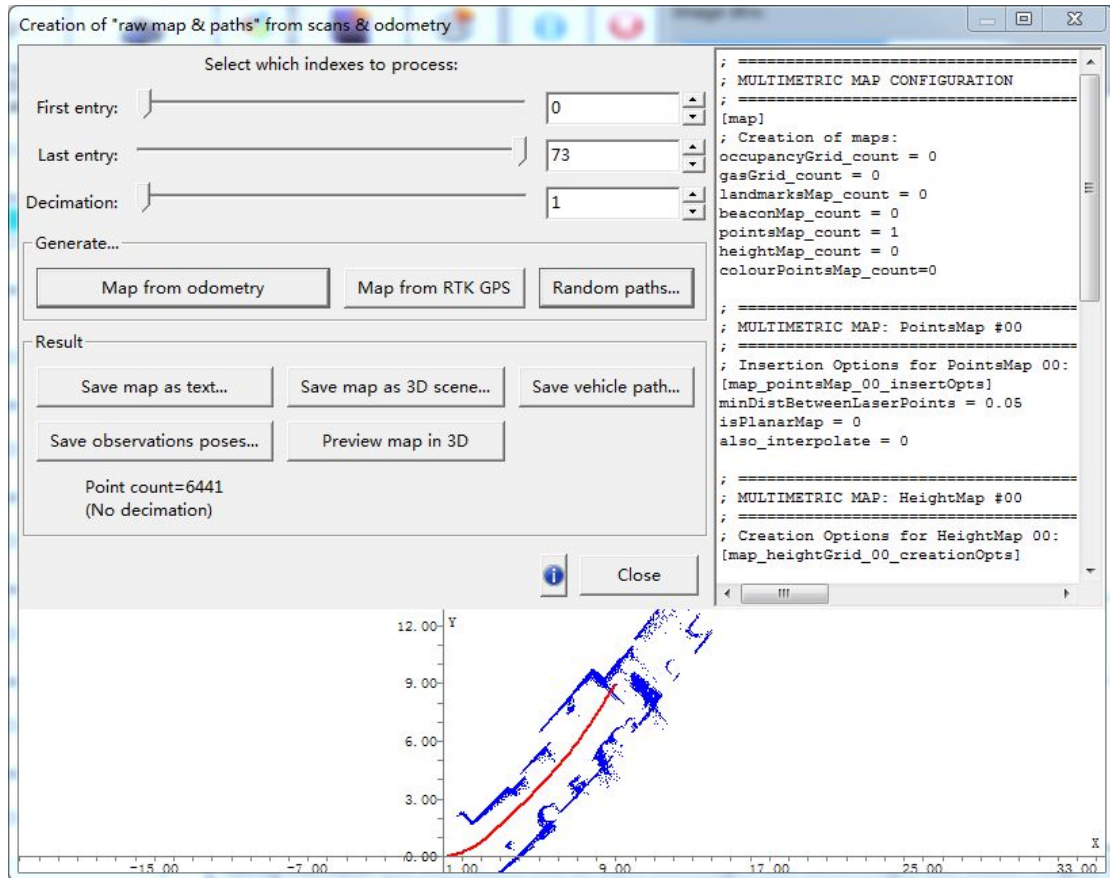 Creation of "raw map & paths" from scans & odometry
Select which indexes to process:
First entry:
0
Last entry:
73
Decimation:
1
Generate...
Map from odometry
Map from RTK GPS
Random paths...
Result
Save map as text...
Save map as 3D scene...
Save vehicle path...
Save observations poses...
Preview map in 3D
Point count=6441
(No decimation)
Close
; =====================================
; MULTIMETRIC MAP CONFIGURATION
; =====================================
[map]
; Creation of maps:
occupancyGrid_count = 0
gasGrid_count = 0
landmarksMap_count = 0
beaconMap_count = 0
pointsMap_count = 1
heightMap_count = 0
colourPointsMap_count=0
; =====================================
; MULTIMETRIC MAP: PointsMap #00
; =====================================
; Insertion Options for PointsMap 00:
[map_pointsMap_00_insertOpts]
minDistBetweenLaserPoints = 0.05
isPlanarMap = 0
also_interpolate = 0
; =====================================
; MULTIMETRIC MAP: HeightMap #00
; =====================================
; Creation Options for HeightMap 00:
[map_heightGrid_00_creationOpts]
12.00
Y
9.00
6.00
3.00
0.00
X
-15.00
-7.00
1.00
9.00
17.00
25.00
33.00